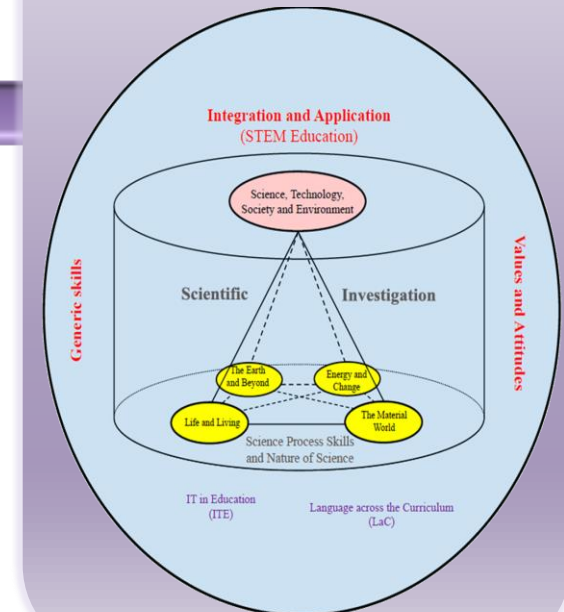 Integration and Application
(STEM Education)
Science, Technology,
Society and Environment
Generic skills
Values and Attitudes
Scientific
Investigation
The Earth
and Beyond
Energy and
Change
Life and Living
The Material
World
Science Process Skills
and Nature of Science
IT in Education
(ITE)
Language across the Curriculum
(LaC)